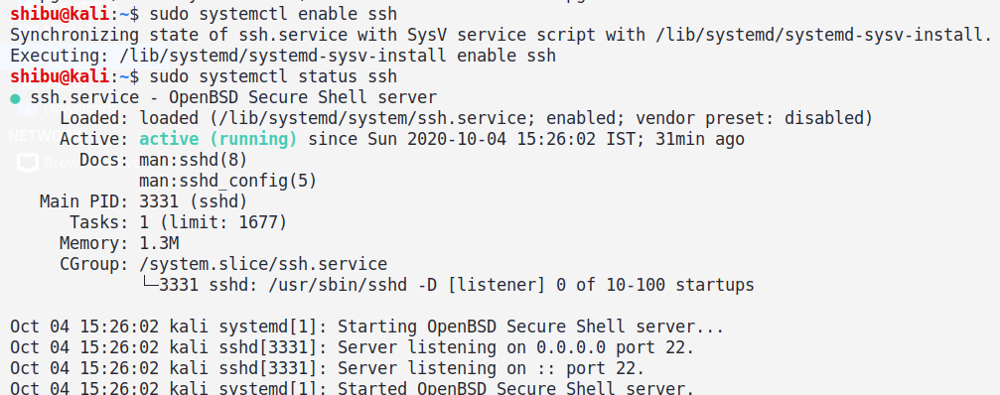 shibu@kali:~$ sudo systemctl enable ssh
Synchronizing state of ssh.service with SysV service script with /lib/systemd/systemd-sysv-install.
Executing: /lib/systemd/systemd-sysv-install enable ssh
shibu@kali:~$ sudo systemctl status ssh
● ssh.service - OpenBSD Secure Shell server
Loaded: loaded (/lib/systemd/system/ssh.service; enabled; vendor preset: disabled)
Active: active (running) since Sun 2020-10-04 15:26:02 IST; 31min ago
Docs: man:sshd(8)
man:sshd_config(5)
Main PID: 3331 (sshd)
Tasks: 1 (limit: 1677)
Memory: 1.3M
CGroup: /system.slice/ssh.service
└─3331 sshd: /usr/sbin/sshd -D [listener] 0 of 10-100 startups
Oct 04 15:26:02 kali systemd[1]: Starting OpenBSD Secure Shell server...
Oct 04 15:26:02 kali sshd[3331]: Server listening on 0.0.0.0 port 22.
Oct 04 15:26:02 kali sshd[3331]: Server listening on :: port 22.
Oct 04 15:26:02 kali systemd[1]: Started OpenBSD Secure Shell server.